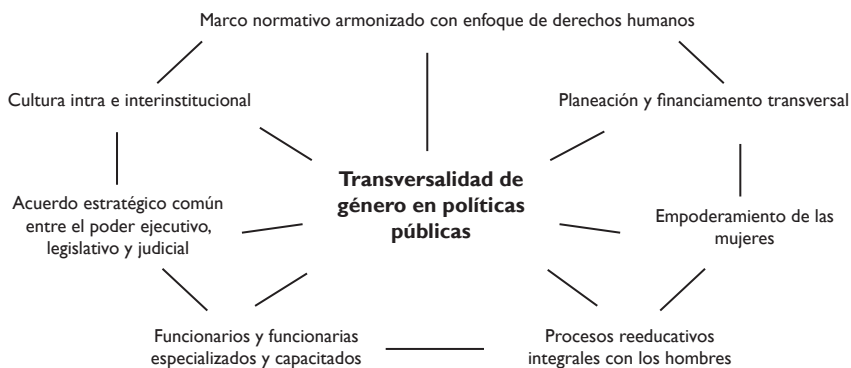 Marco normativo armonizado con enfoque de derechos humanos
Cultura intra e interinstitucional
Planeación y financiamento transversal
Transversalidad de
género en políticas
públicas
Acuerdo estratégico común
entre el poder ejecutivo,
legislativo y judicial
Empoderamiento de las
mujeres
Funcionarios y funcionarias
especializados y capacitados
Procesos reeducativos
integrales con los hombres